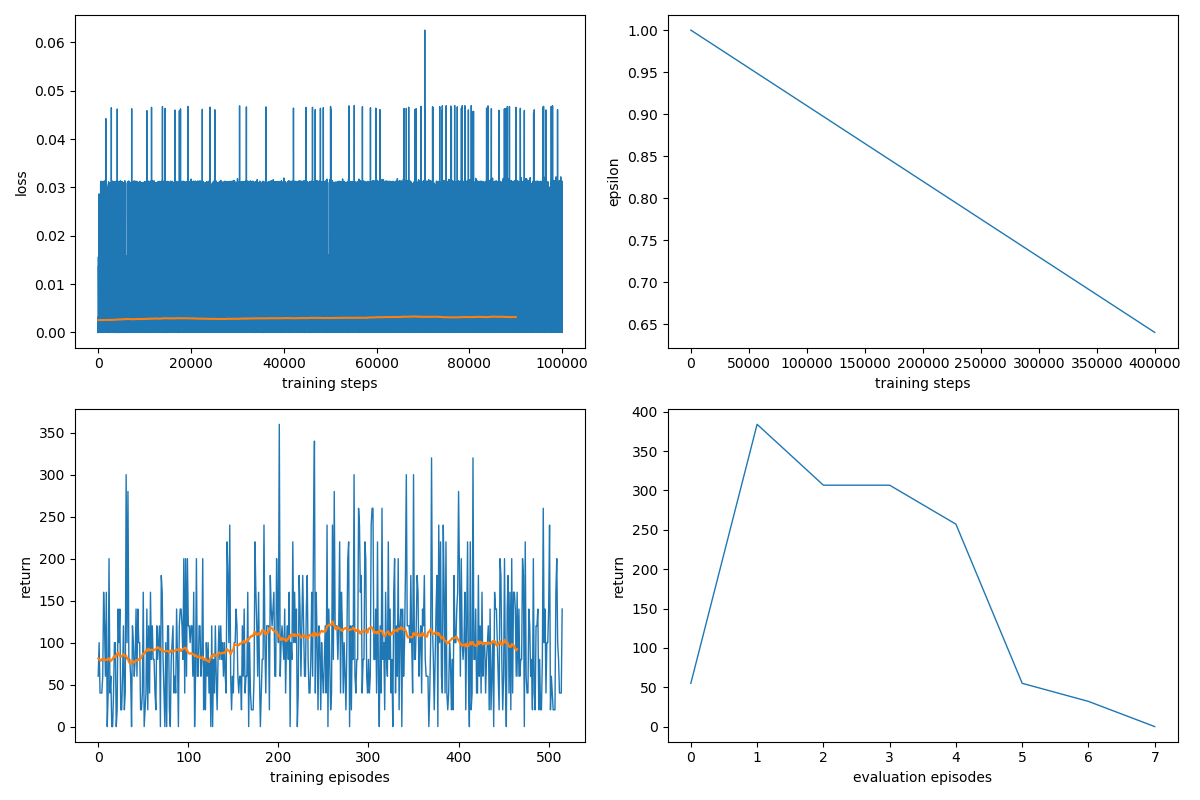 0.06
0.05
0.04
0.03
0.02
0.01
0.00
loss
0 20000 40000 60000 80000 100000
training steps
1.00
0.95
0.90
0.85
0.80
0.75
0.70
0.65
epsilon
0 50000 100000 150000 200000 250000 300000 350000 400000
training steps
350
300
250
200
150
100
50
0
return
0 100 200 300 400 500
training episodes
400
350
300
250
200
150
100
50
0
return
0 1 2 3 4 5 6 7
evaluation episodes